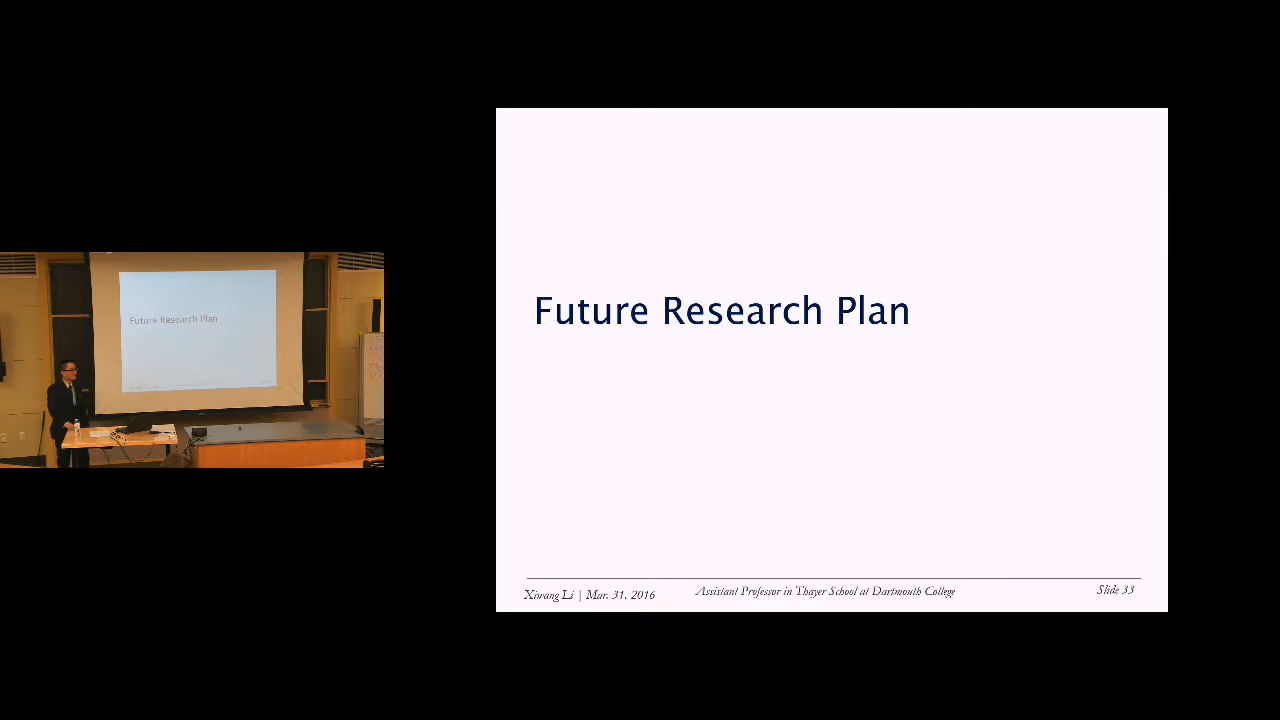 Future Research Plan
Future Research Plan
Xinrang Li | Mar. 31. 2016
Assistant Professor in Thayer School at Dartmouth College
Slide 33